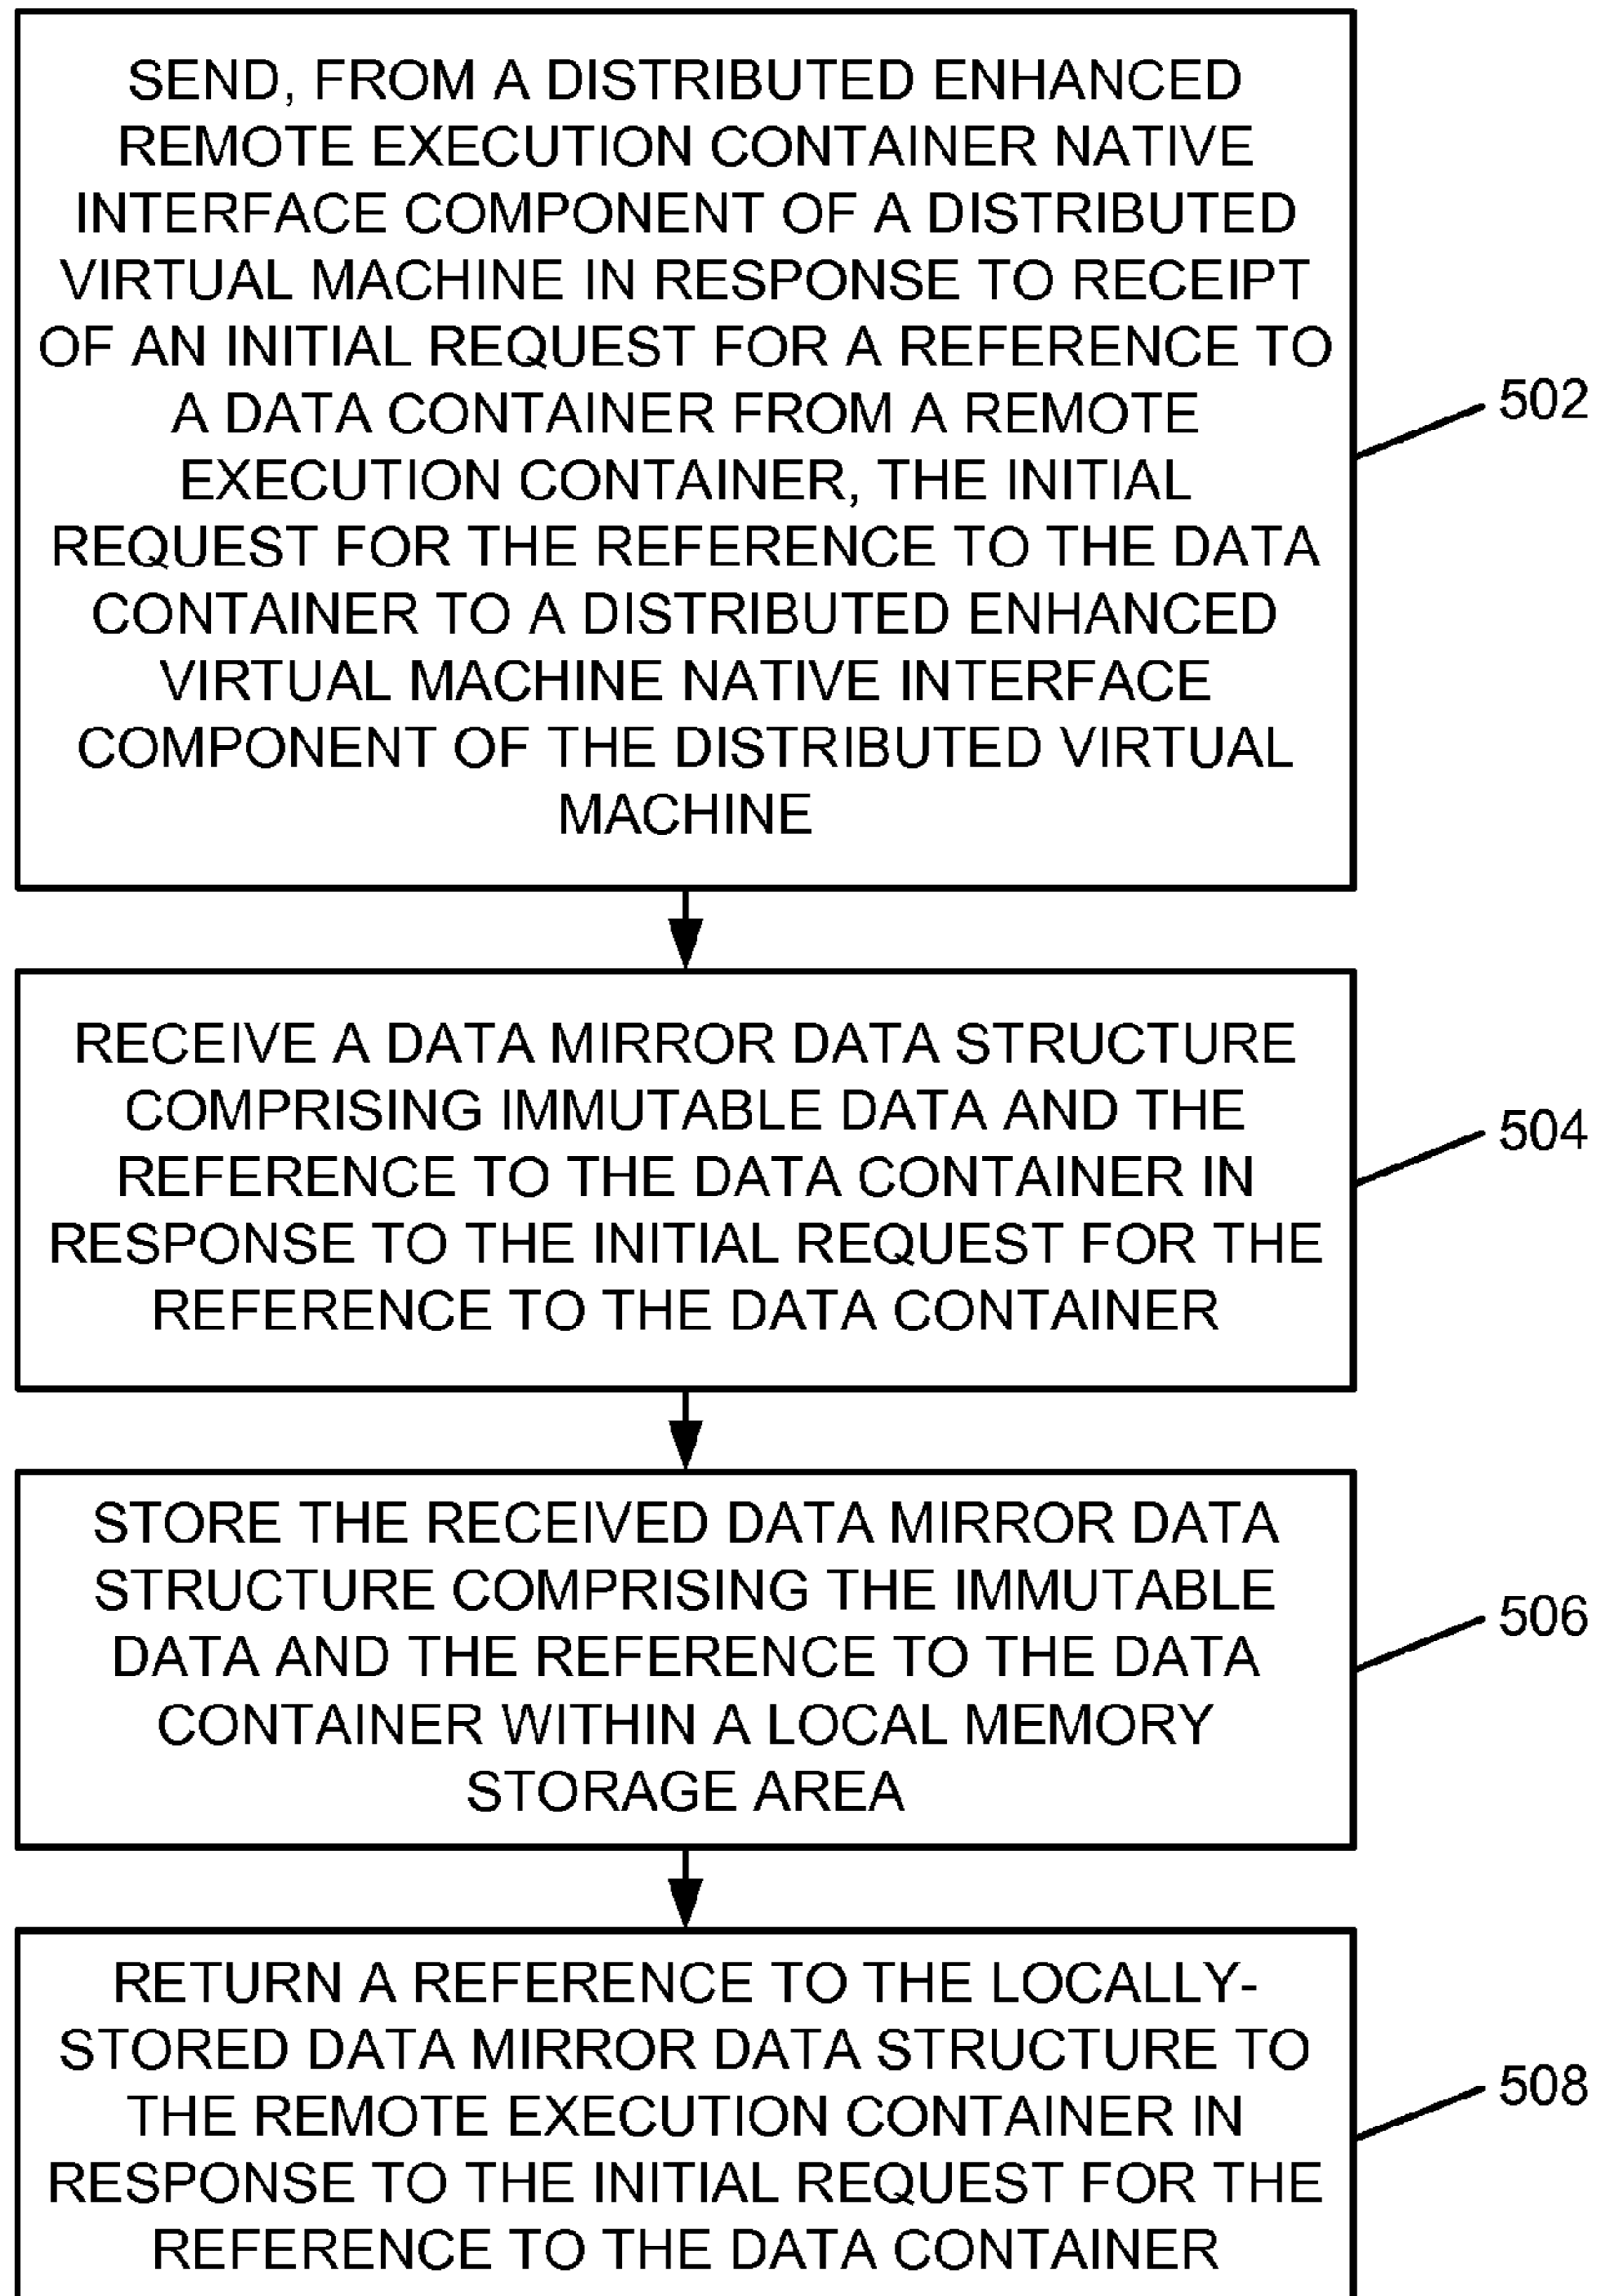 SEND, FROM A DISTRIBUTED ENHANCED
REMOTE EXECUTION CONTAINER NATIVE
INTERFACE COMPONENT OF A DISTRIBUTED
VIRTUAL MACHINE IN RESPONSE TO RECEIPT
OF AN INITIAL REQUEST FOR A REFERENCE TO
A DATA CONTAINER FROM A REMOTE
EXECUTION CONTAINER, THE INITIAL
REQUEST FOR THE REFERENCE TO THE DATA
CONTAINER TO A DISTRIBUTED ENHANCED
VIRTUAL MACHINE NATIVE INTERFACE
COMPONENT OF THE DISTRIBUTED VIRTUAL
MACHINE
502
RECEIVE A DATA MIRROR DATA STRUCTURE
COMPRISING IMMUTABLE DATA AND THE
REFERENCE TO THE DATA CONTAINER IN
RESPONSE TO THE INITIAL REQUEST FOR THE
REFERENCE TO THE DATA CONTAINER
504
STORE THE RECEIVED DATA MIRROR DATA
STRUCTURE COMPRISING THE IMMUTABLE
DATA AND THE REFERENCE TO THE DATA
CONTAINER WITHIN A LOCAL MEMORY
STORAGE AREA
506
RETURN A REFERENCE TO THE LOCALLY-
STORED DATA MIRROR DATA STRUCTURE TO
THE REMOTE EXECUTION CONTAINER IN
RESPONSE TO THE INITIAL REQUEST FOR THE
REFERENCE TO THE DATA CONTAINER
508